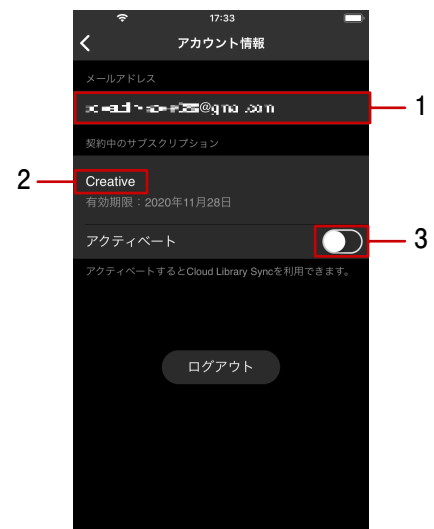 17:33
アカウント情報
メールアドレス
1
契約中のサブスクリプション
2
Creative
有効期限：2020年11月28日
アクティベート
3
アクティベートするとCloud Library Syncを利用できます。
ログアウト